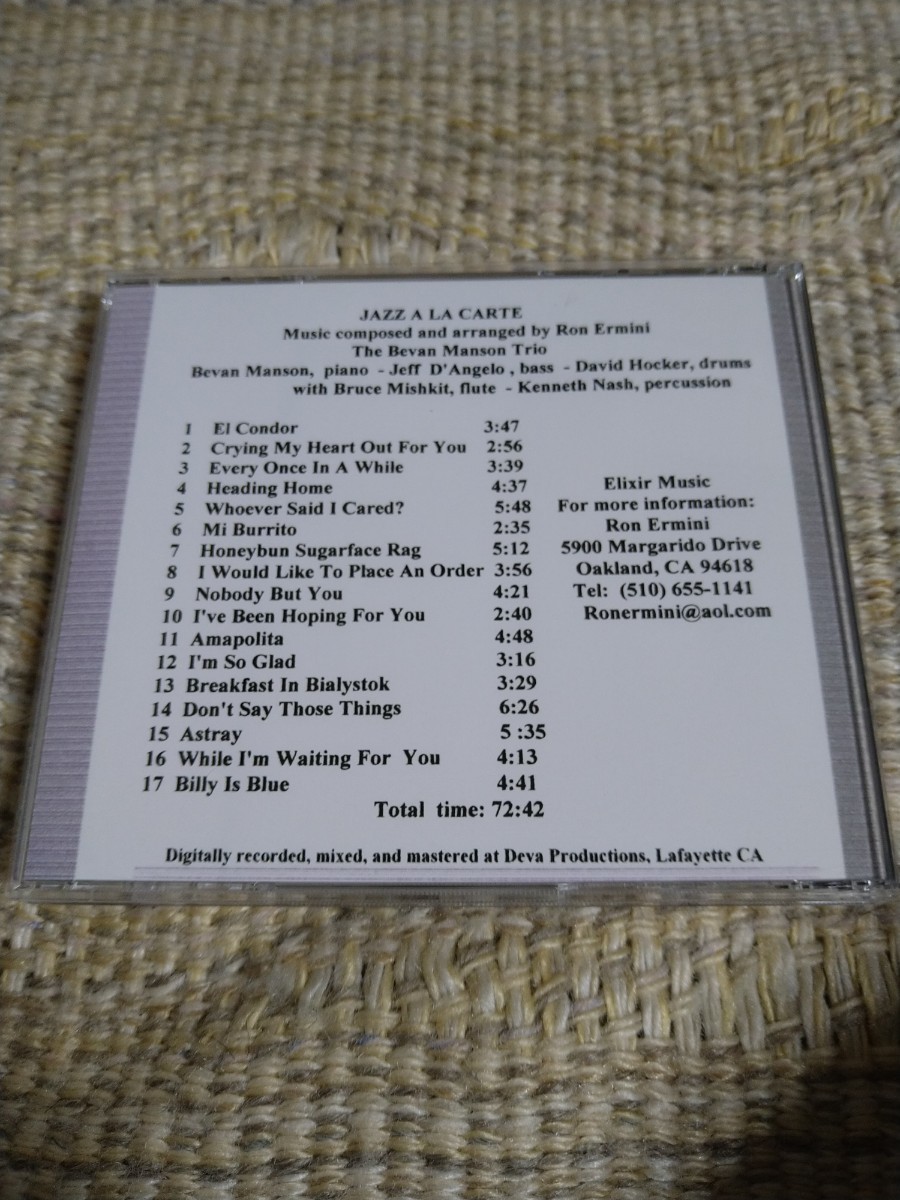 JAZZ A LA CARTE
Music composed and arranged by Ron Ermini
The Bevan Manson Trio
Bevan Manson, piano - Jeff D'Angelo , bass - David Hocker, drums
with Bruce Mishkit, flute - Kenneth Nash, percussion
1 El Condor 3:47
2 Crying My Heart Out For You 2:56
3 Every Once In A While 3:39
4 Heading Home 4:37
5 Whoever Said I Cared? 5:48
6 Mi Burrito 2:35
7 Honeybun Sugarface Rag 5:12
8 I Would Like To Place An Order 3:56
9 Nobody But You 4:21
10 I've Been Hoping For You 2:40
11 Amapolita 4:48
12 I'm So Glad 3:16
13 Breakfast In Bialystok 3:29
14 Don't Say Those Things 6:26
15 Astray 5 :35
16 While I'm Waiting For You 4:13
17 Billy Is Blue 4:41
Total time: 72:42
Elixir Music
For more information:
Ron Ermini
5900 Margarido Drive
Oakland, CA 94618
Tel: (510) 655-1141
Ronermini@aol.com
Digitally recorded, mixed, and mastered at Deva Productions, Lafayette CA